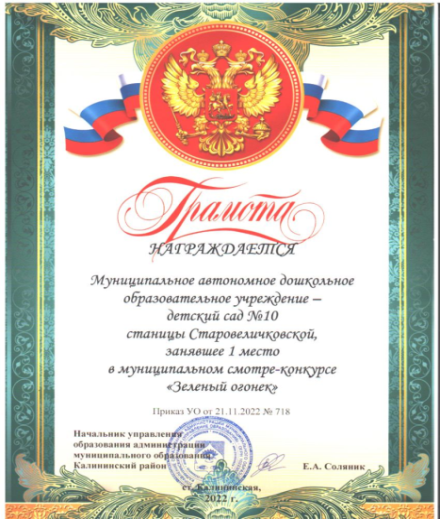 Грамота
НАГРАЖДАЕТСЯ
Муниципальное автономное дошкольное
образовательное учреждение –
детский сад №10
станицы Старовеличковской,
занявшее 1 место
в муниципальном смотре-конкурсе
«Зеленый огонек»
Приказ УО от 21.11.2022 № 718
Начальник управления
образования администрации
муниципального образования
Калининский район
Е.А. Соляник
ст. Калининская,
2022 г.